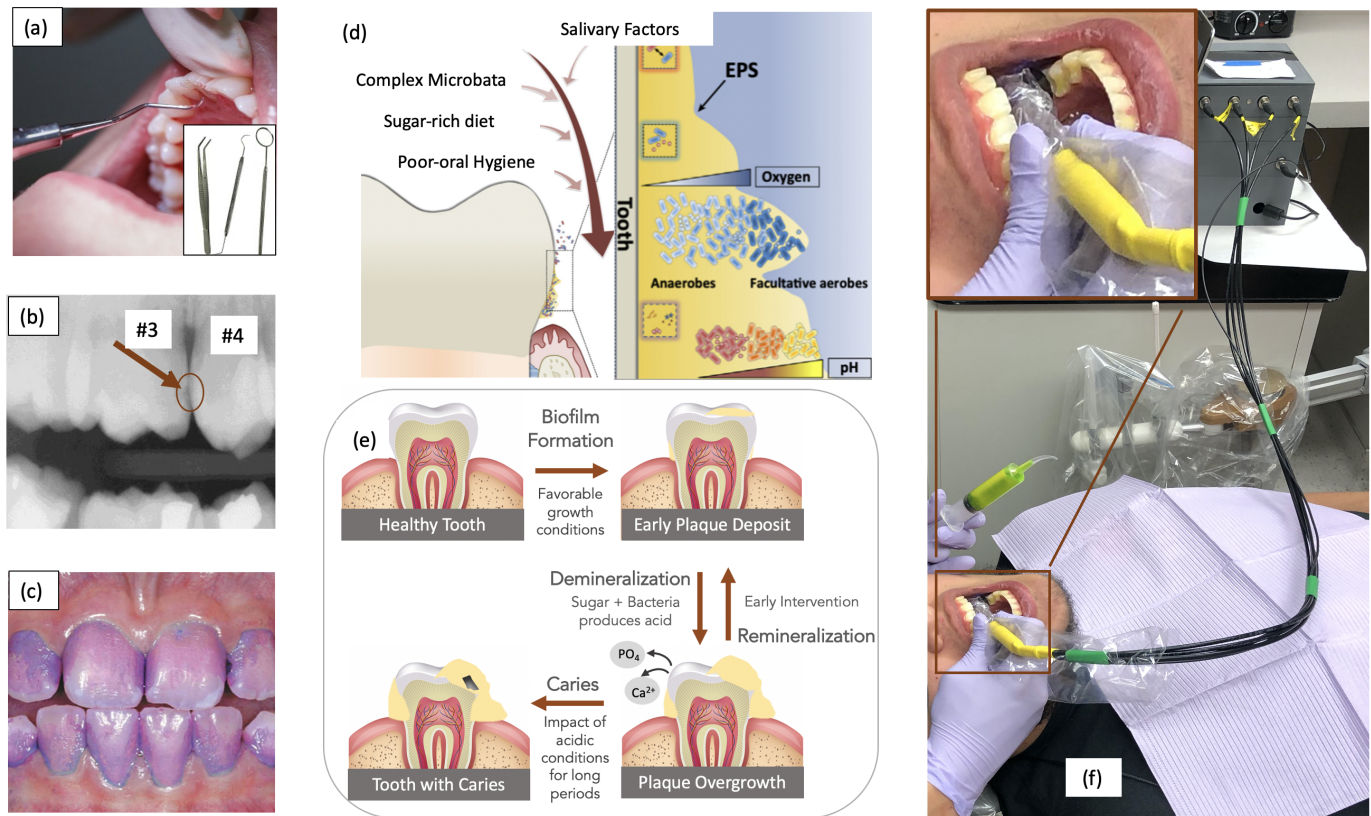 (a)
(b)
#3
#4
(c)
(d)
Salivary Factors
Complex Microbata
Sugar-rich diet
Poor-oral Hygiene
EPS
Oxygen
Tooth
Anaerobes
Facultative aerobes
pH
(e)
Healthy Tooth
Biofilm
Formation
Favorable
growth
conditions
Early Plaque Deposit
Demineralization
Sugar + Bacteria
produces acid
Early Intervention
Remineralization
PO4
Ca2+
Plaque Overgrowth
Caries
Impact of
acidic
conditions
for long
periods
Tooth with Caries
(f)